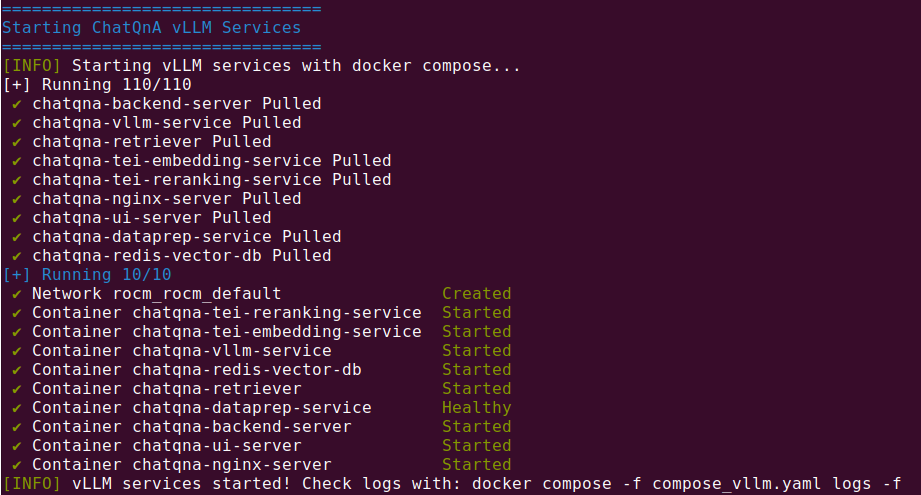 ================================
Starting ChatQnA vLLM Services
================================
[INFO] Starting vLLM services with docker compose...
[+] Running 110/110
✔ chatqna-backend-server Pulled
✔ chatqna-vllm-service Pulled
✔ chatqna-retriever Pulled
✔ chatqna-tei-embedding-service Pulled
✔ chatqna-tei-reranking-service Pulled
✔ chatqna-nginx-server Pulled
✔ chatqna-ui-server Pulled
✔ chatqna-dataprep-service Pulled
✔ chatqna-redis-vector-db Pulled
[+] Running 10/10
✔ Network rocm_rocm_default Created
✔ Container chatqna-tei-reranking-service Started
✔ Container chatqna-tei-embedding-service Started
✔ Container chatqna-vllm-service Started
✔ Container chatqna-redis-vector-db Started
✔ Container chatqna-retriever Started
✔ Container chatqna-dataprep-service Healthy
✔ Container chatqna-backend-server Started
✔ Container chatqna-ui-server Started
✔ Container chatqna-nginx-server Started
[INFO] vLLM services started! Check logs with: docker compose -f compose_vllm.yaml logs -f